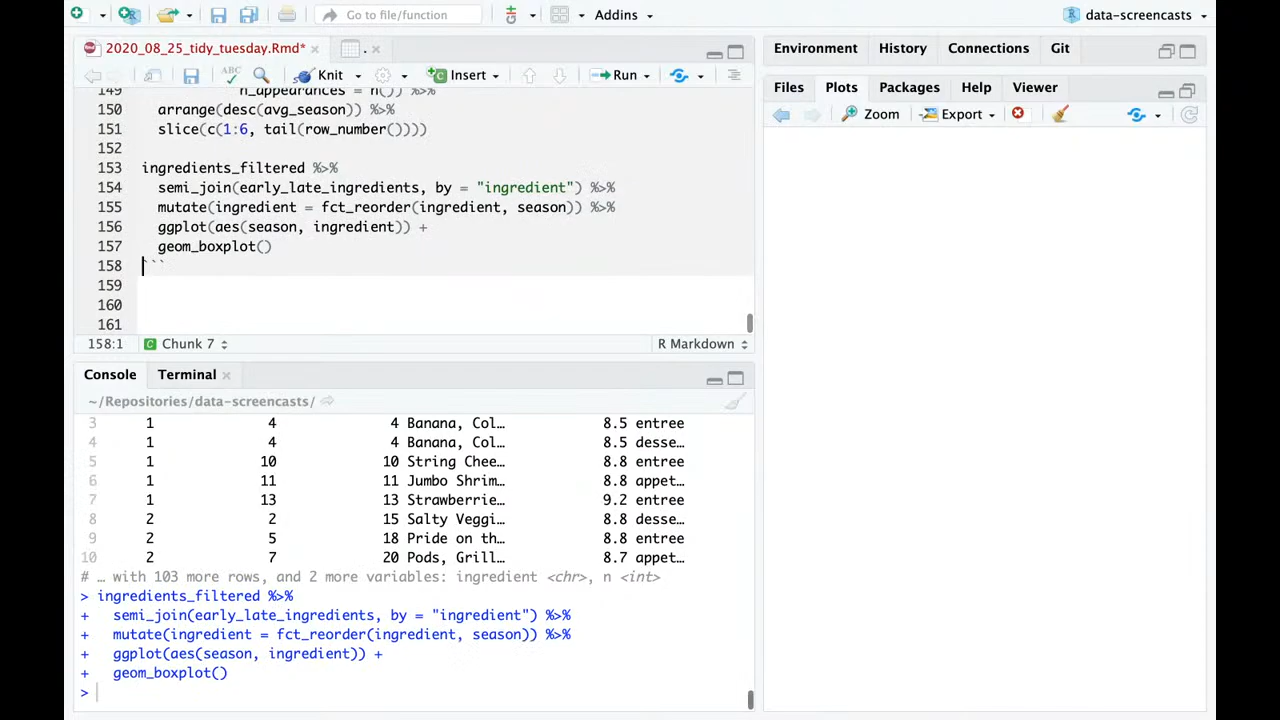 Go to file/function
Addins
data-screencasts
2020_08_25_tidy_tuesday.Rmd*
.
ABC
Knit
Insert
Run
149 n_appearances = n()) %>%
150 arrange(desc(avg_season)) %>%
151 slice(c(1:6, tail(row_number())))
152
153 ingredients_filtered %>%
154 semi_join(early_late_ingredients, by = "ingredient") %>%
155 mutate(ingredient = fct_reorder(ingredient, season)) %>%
156 ggplot(aes(season, ingredient)) +
157 geom_boxplot()
158 ```
159
160
161
158:1 Chunk 7 R Markdown
Console Terminal
~/Repositories/data-screencasts/
3 1 4 4 Banana, Col… 8.5 entree
4 1 4 4 Banana, Col… 8.5 desse…
5 1 10 10 String Chee… 8.8 entree
6 1 11 11 Jumbo Shrim… 8.8 appet…
7 1 13 13 Strawberrie… 9.2 entree
8 2 2 15 Salty Veggi… 8.8 desse…
9 2 5 18 Pride on th… 8.8 entree
10 2 7 20 Pods, Grill… 8.7 appet…
# … with 103 more rows, and 2 more variables: ingredient <chr>, n <int>
> ingredients_filtered %>%
+ semi_join(early_late_ingredients, by = "ingredient") %>%
+ mutate(ingredient = fct_reorder(ingredient, season)) %>%
+ ggplot(aes(season, ingredient)) +
+ geom_boxplot()
>
Environment History Connections Git
Files Plots Packages Help Viewer
Zoom Export